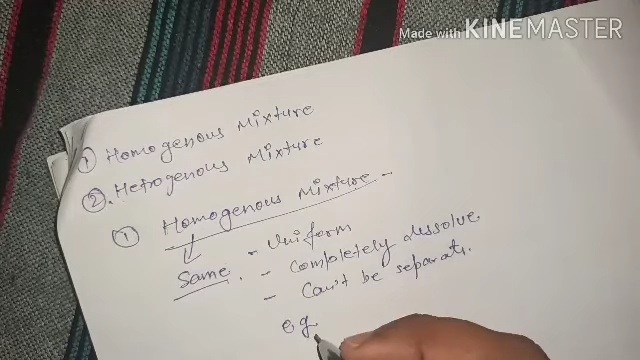 Made with KINEMASTER
① Homogenous Mixture
② Hetrogenous Mixture
① Homogenous Mixture -
Same. - Uniform
- Completely dissolve
- Can't be separat.
e.g